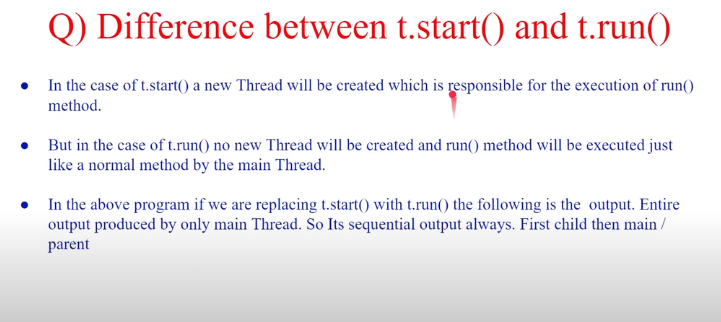 Q) Difference between t.start() and t.run()
● In the case of t.start() a new Thread will be created which is responsible for the execution of run()
method.
● But in the case of t.run() no new Thread will be created and run() method will be executed just
like a normal method by the main Thread.
● In the above program if we are replacing t.start() with t.run() the following is the  output. Entire
output produced by only main Thread. So Its sequential output always. First child then main /
parent